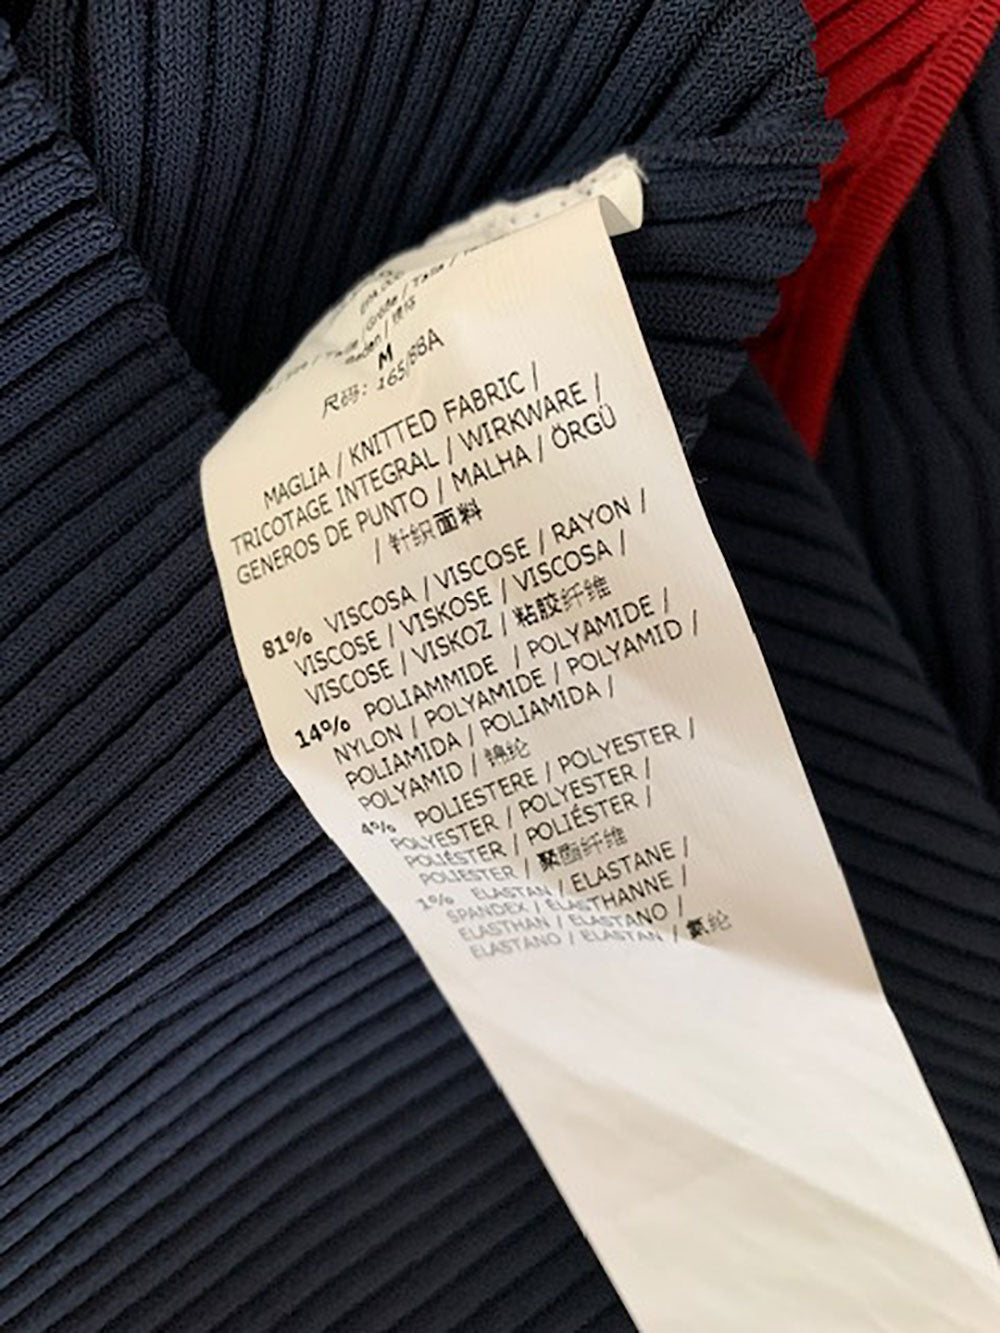 Größe / Talla /
M
尺码: 165/88A
MAGLIA / KNITTED FABRIC /
TRICOTAGE INTEGRAL / WIRKWARE /
GENEROS DE PUNTO / MALHA / ÖRGÜ
/ 针织面料
81% VISCOSA / VISCOSE / RAYON /
VISCOSE / VISKOSE / VISCOSA /
VISCOSE / VISKOZ / 粘胶纤维
14% POLIAMMIDE / POLYAMIDE /
NYLON / POLYAMIDE / POLYAMID /
POLIAMIDA / POLIAMIDA /
POLYAMID / 锦纶
4% POLIESTERE / POLYESTER /
POLYESTER / POLYESTER /
POLIÉSTER / POLIÉSTER /
POLIESTER / 聚酯纤维
1% ELASTAN / ELASTANE /
SPANDEX / ELASTHANNE /
ELASTHAN / ELASTANO /
ELASTANO / ELASTAN / 氨纶